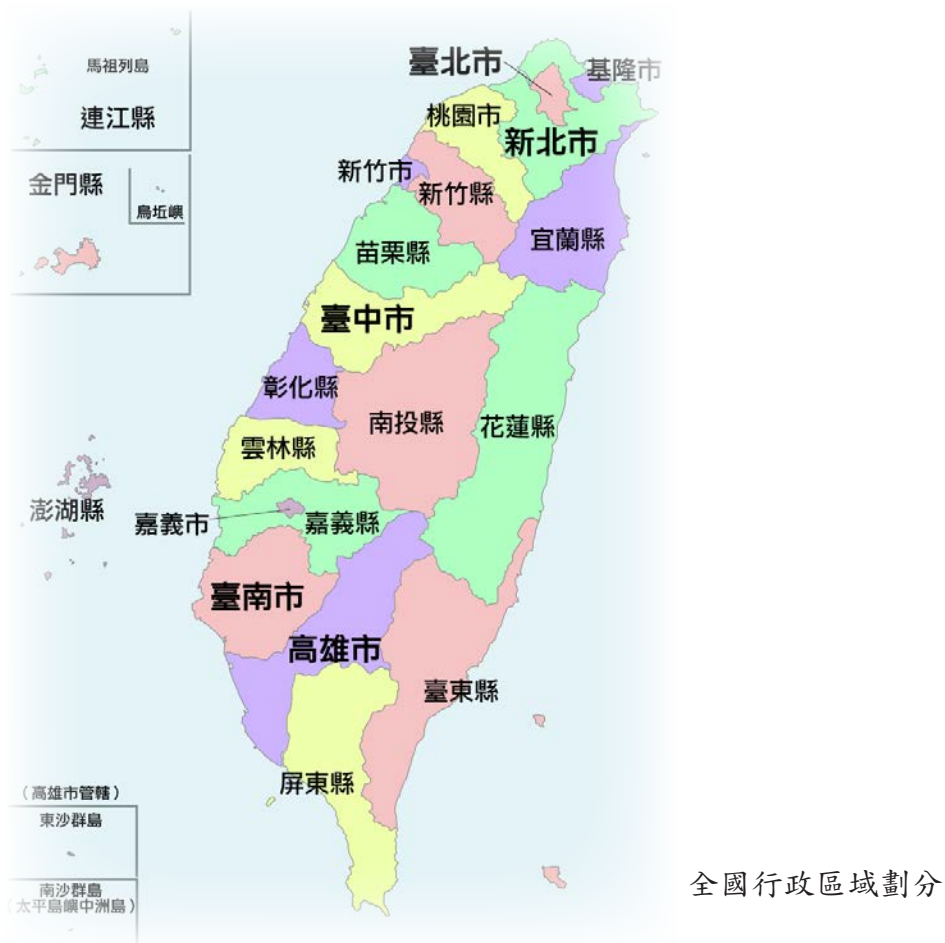 馬祖列島
連江縣
金門縣
烏坵嶼
臺北市
基隆市
桃園市
新北市
新竹市
新竹縣
宜蘭縣
苗栗縣
臺中市
彰化縣
南投縣
花蓮縣
雲林縣
澎湖縣
嘉義市
嘉義縣
臺南市
高雄市
臺東縣
屏東縣
（高雄市管轄）
東沙群島
南沙群島
（太平島嶼中洲島）
全國行政區域劃分